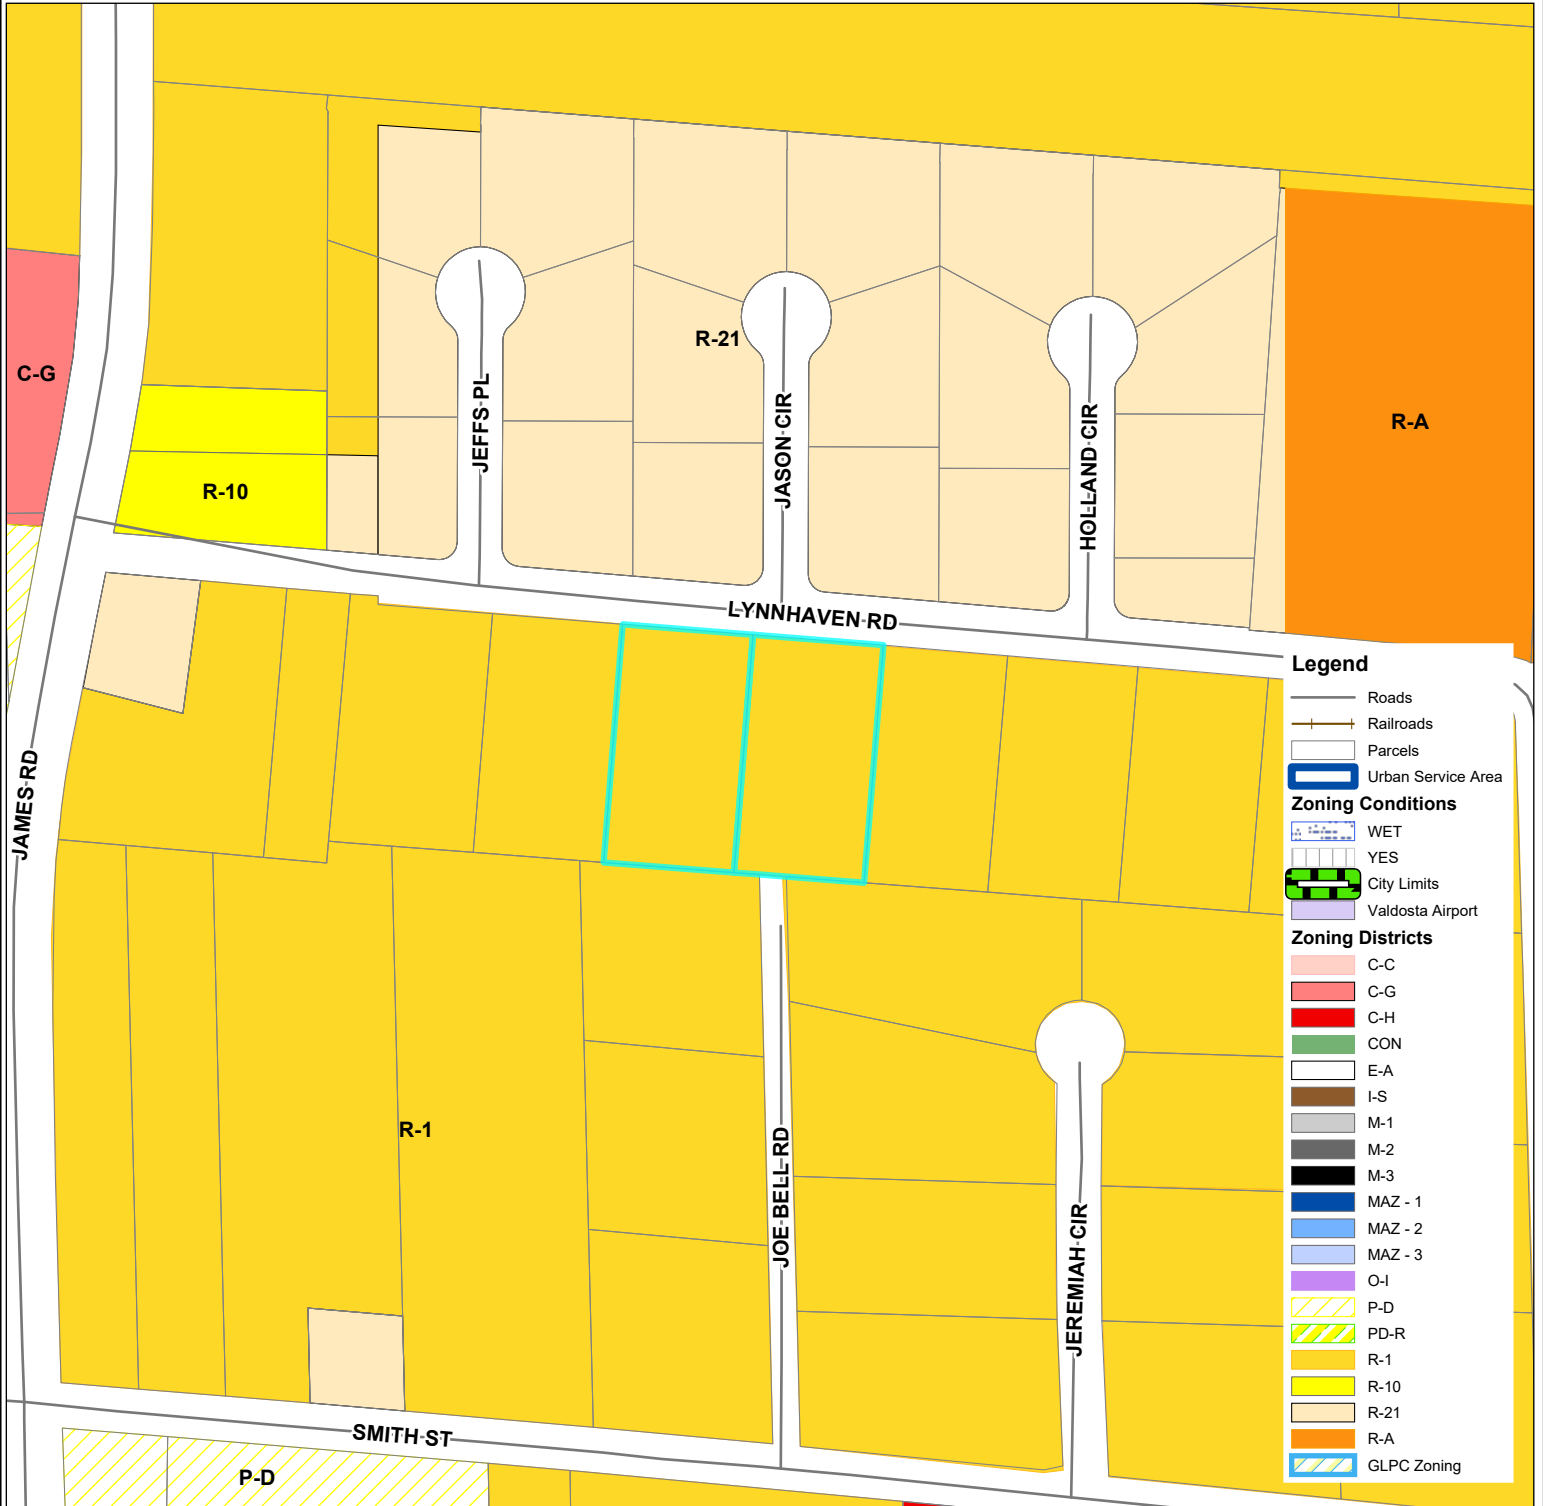 R-21
C-G
JEFFS PL
JASON CIR
HOLLAND CIR
R-A
R-10
LYNNHAVEN RD
JAMES RD
R-1
JOE BELL RD
JEREMIAH CIR
SMITH ST
P-D
Legend
Roads
Railroads
Parcels
Urban Service Area
Zoning Conditions
WET
YES
City Limits
Valdosta Airport
Zoning Districts
C-C
C-G
C-H
CON
E-A
I-S
M-1
M-2
M-3
MAZ - 1
MAZ - 2
MAZ - 3
O-I
P-D
PD-R
R-1
R-10
R-21
R-A
GLPC Zoning